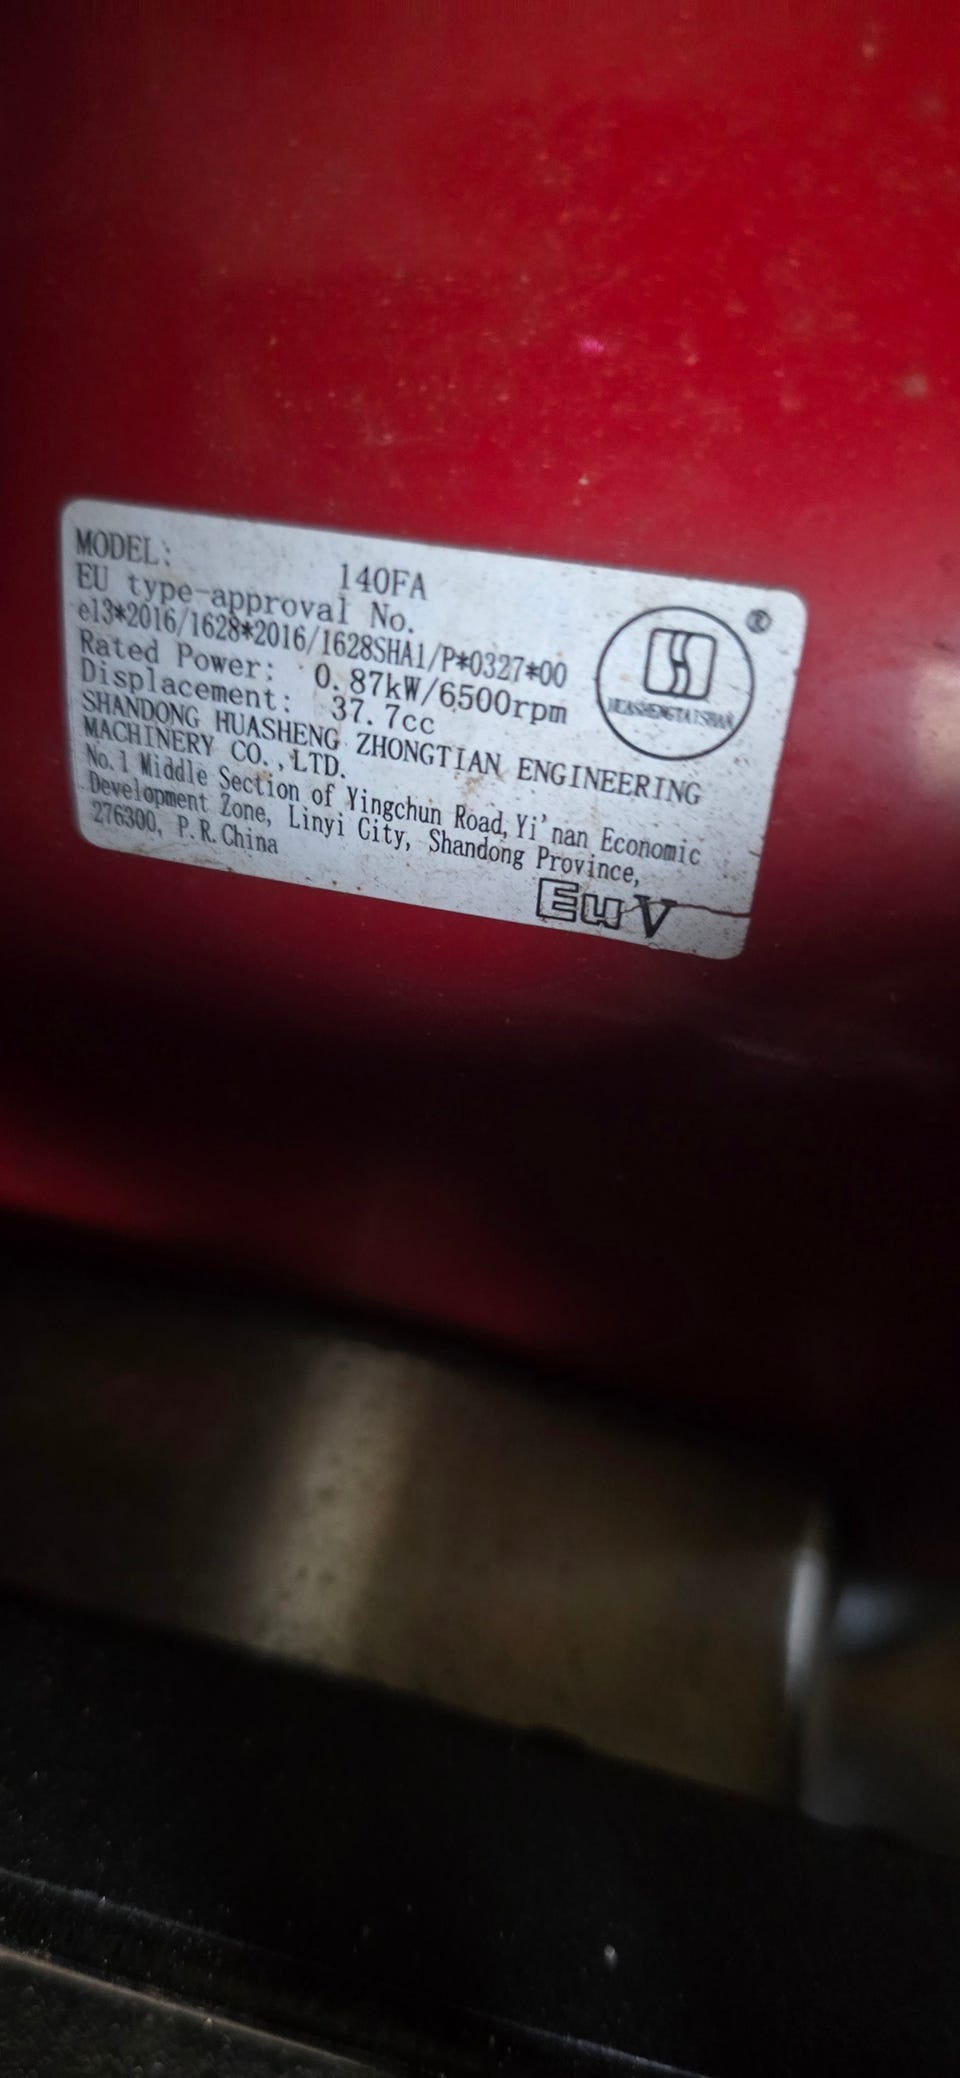 MODEL: 140FA
EU type-approval No.
e13*2016/1628*2016/1628SHA1/P*0327*00
Rated Power: 0.87kW/6500rpm
Displacement: 37.7cc
SHANDONG HUASHENG ZHONGTIAN ENGINEERING
MACHINERY CO.,LTD.
No.1 Middle Section of Yingchun Road,Yi'nan Economic
Development Zone, Linyi City, Shandong Province,
276300, P.R.China
®
HUASHENGTAISHAN
Eu V